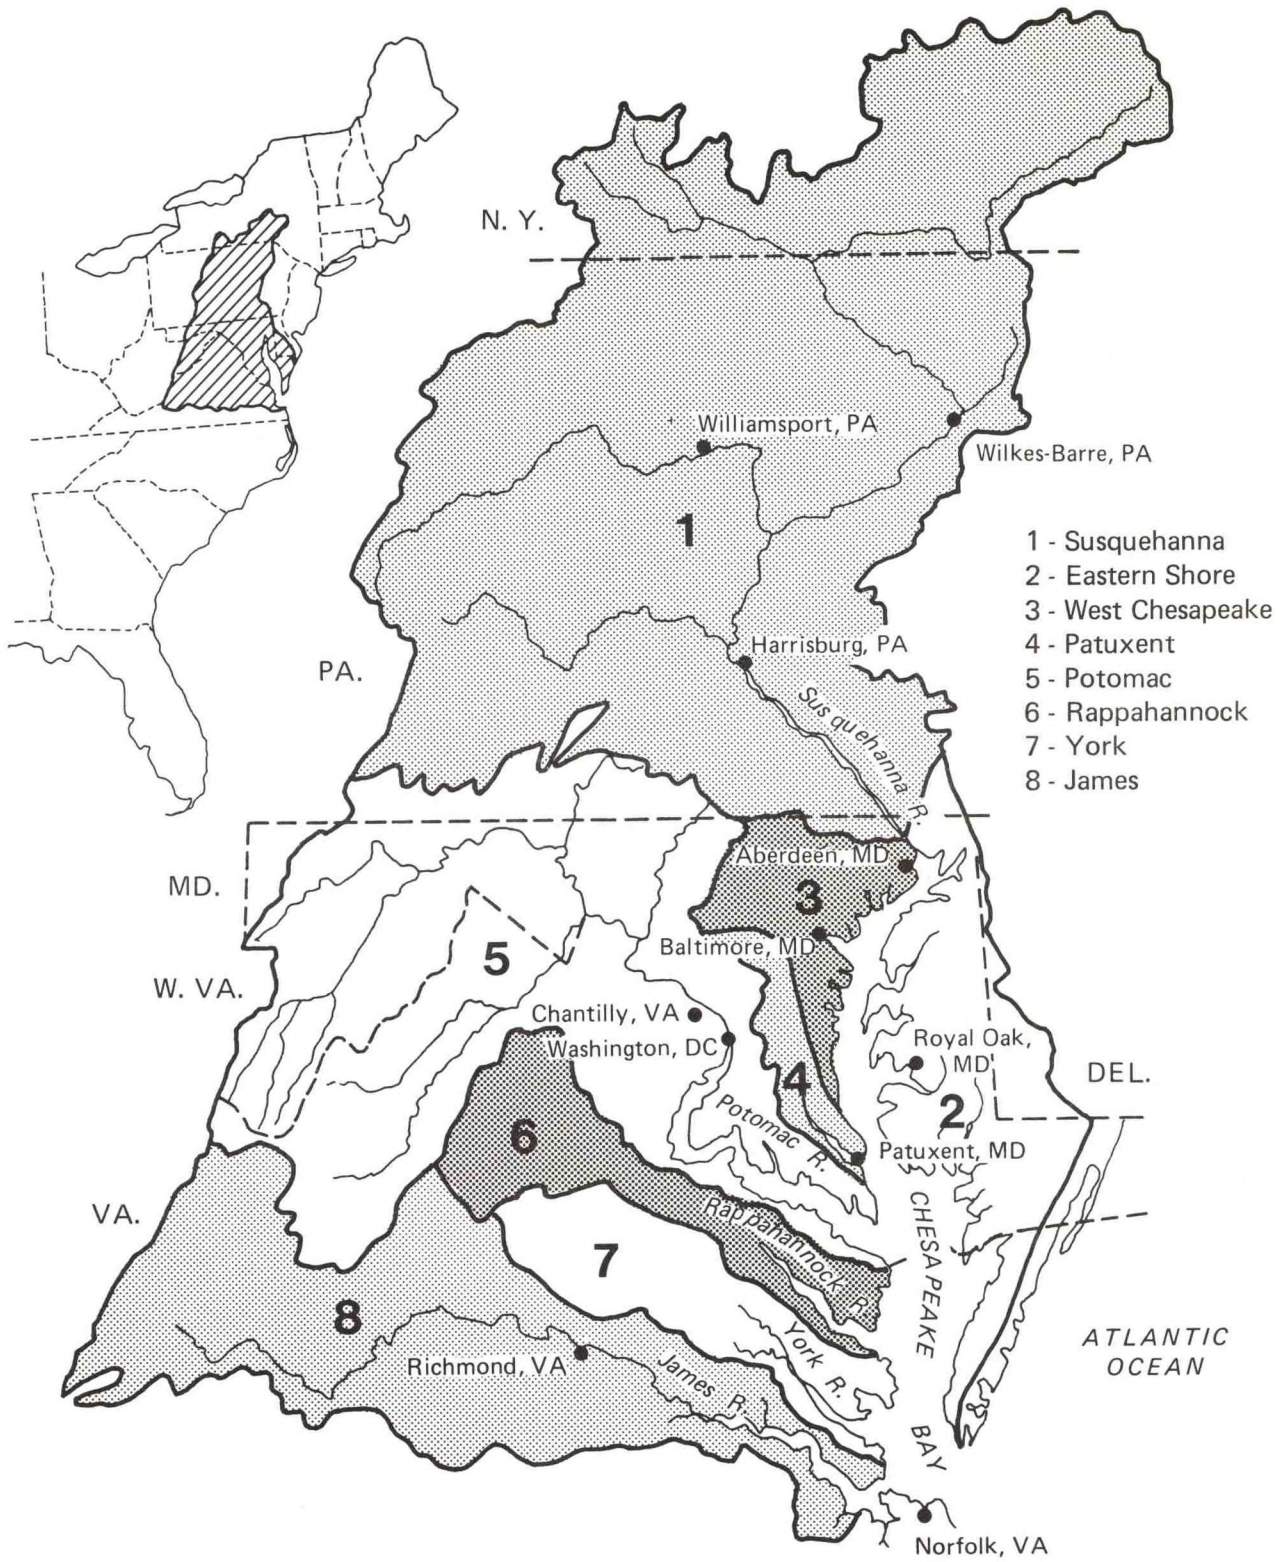 N. Y.
Williamsport, PA
Wilkes-Barre, PA
1
1 - Susquehanna
2 - Eastern Shore
3 - West Chesapeake
4 - Patuxent
5 - Potomac
6 - Rappahannock
7 - York
8 - James
Harrisburg, PA
PA.
Susquehanna R.
Aberdeen, MD
MD.
3
Baltimore, MD
5
W. VA.
Chantilly, VA
Washington, DC
Royal Oak,
MD
DEL.
4
2
Potomac R.
6
Patuxent, MD
VA.
Rappahannock R.
CHESAPEAKE
BAY
7
8
York R.
ATLANTIC
OCEAN
Richmond, VA
James R.
Norfolk, VA